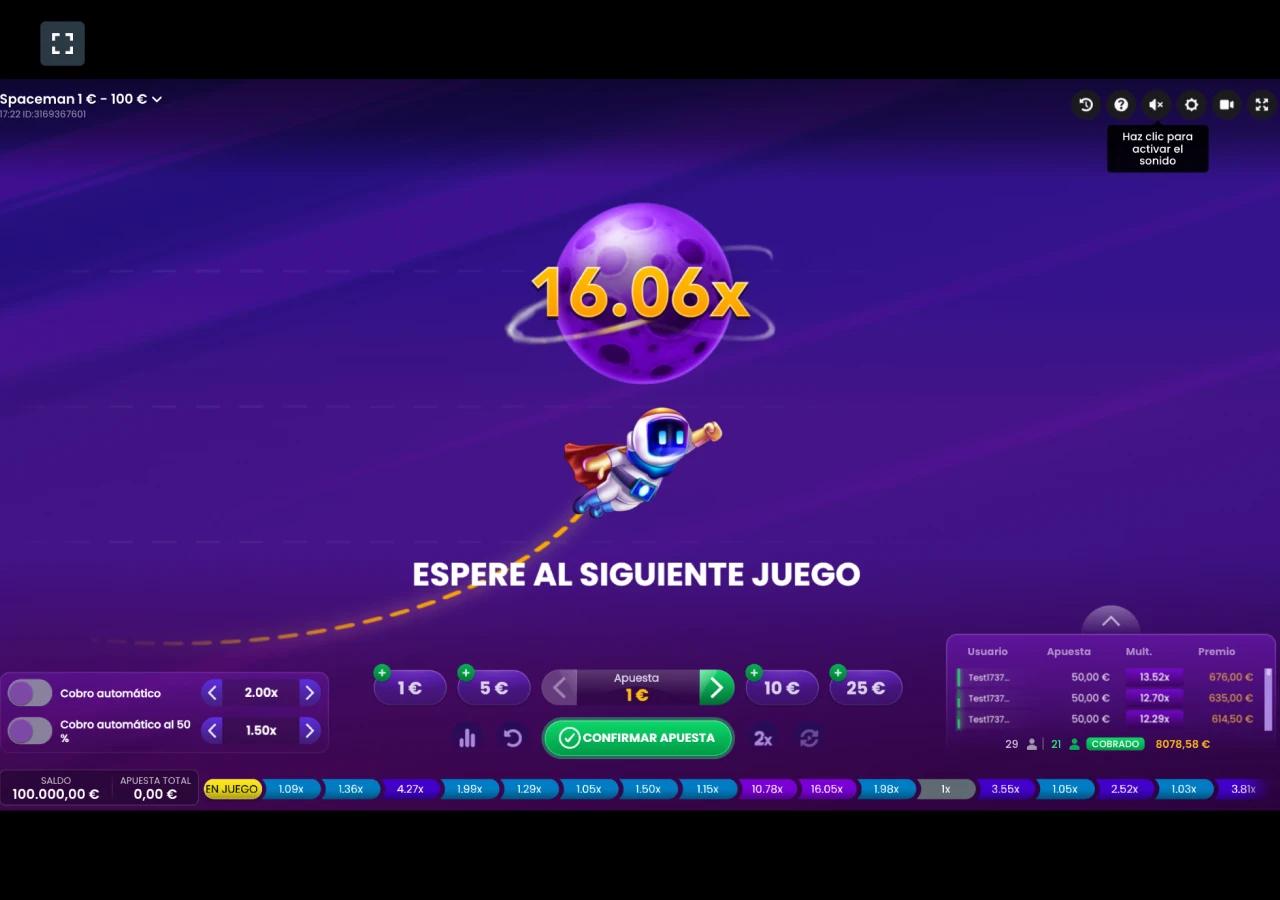 Spaceman 1 € - 100 €
17:22 ID:3169367601
Haz clic para
activar el
sonido
16.06x
ESPERE AL SIGUIENTE JUEGO
Cobro automático
2.00x
Cobro automático al 50
%
1.50x
1 €
5 €
Apuesta
1 €
10 €
25 €
CONFIRMAR APUESTA
2x
Usuario Apuesta Mult. Premio
Test1737... 50,00 € 13.52x 676,00 €
Test1737... 50,00 € 12.70x 635,00 €
Test1737... 50,00 € 12.29x 614,50 €
29 21 COBRADO 8078,58 €
SALDO
100.000,00 €
APUESTA TOTAL
0,00 €
EN JUEGO 1.09x 1.36x 4.27x 1.99x 1.29x 1.05x 1.50x 1.15x 10.78x 16.05x 1.98x 1x 3.55x 1.05x 2.52x 1.03x 3.81x